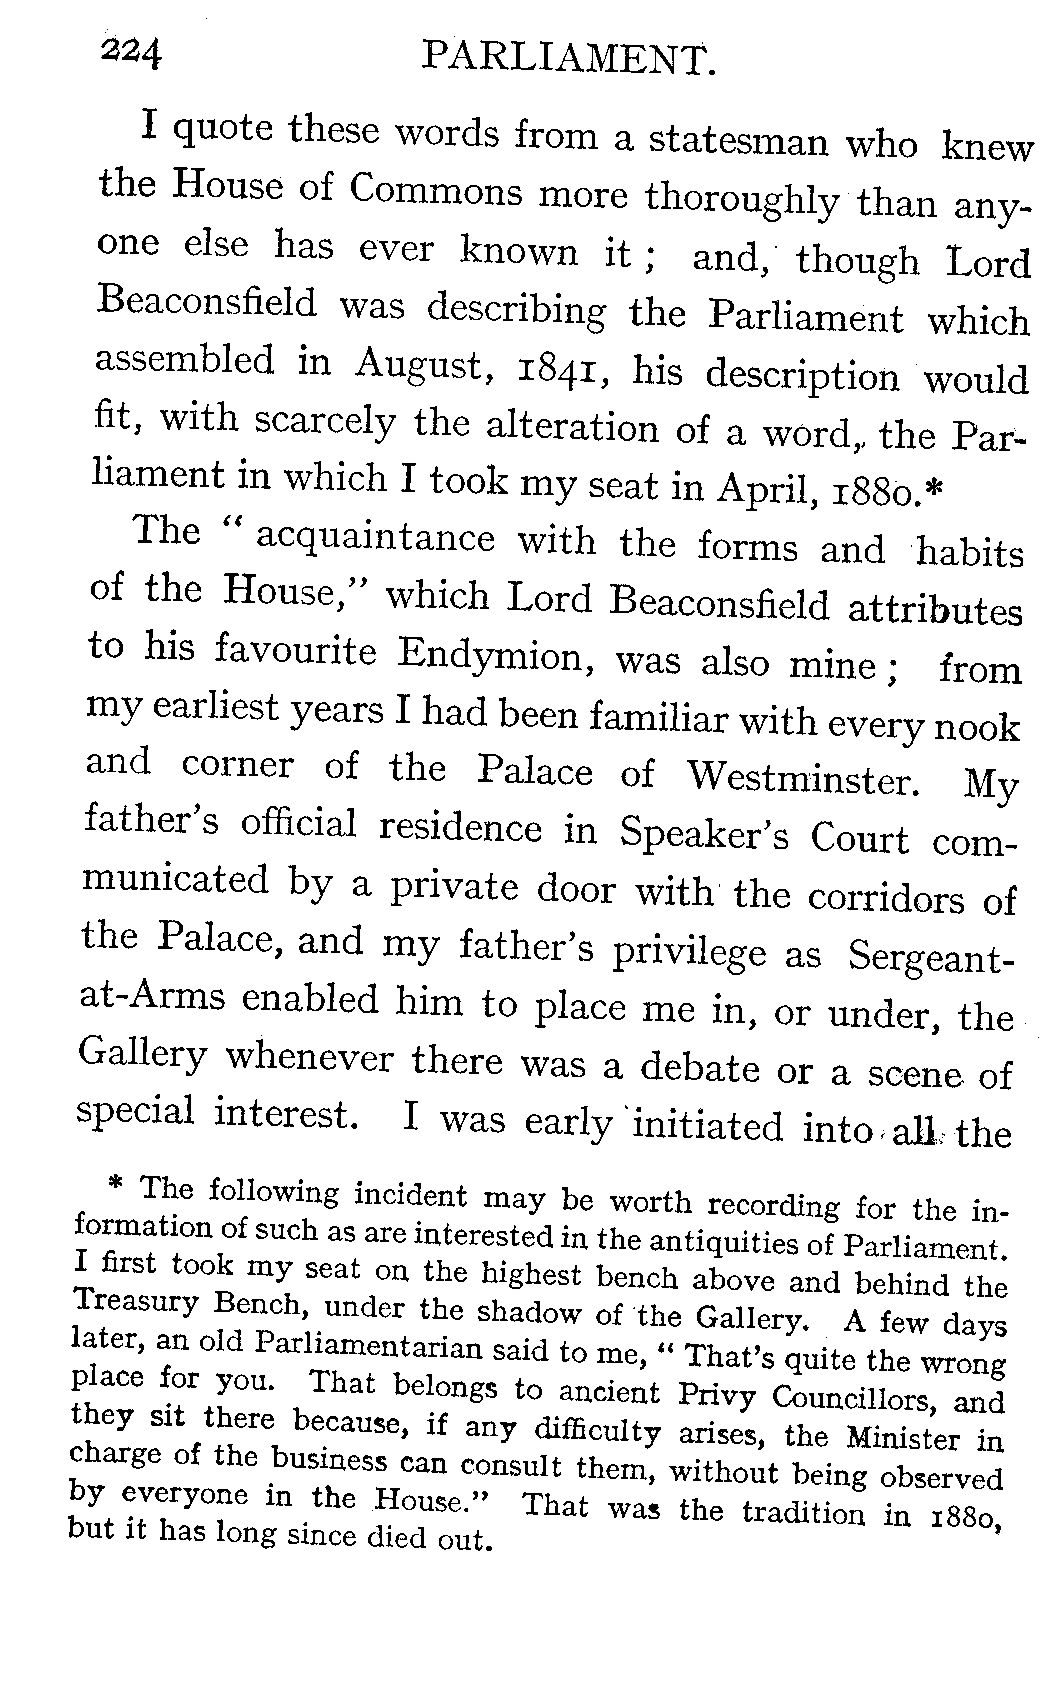 224 PARLIAMENT.
I quote these words from a statesman who knew
the House of Commons more thoroughly than any-
one else has ever known it ; and, though Lord
Beaconsfield was describing the Parliament which
assembled in August, 1841, his description would
fit, with scarcely the alteration of a word, the Par-
liament in which I took my seat in April, 1880.*
The " acquaintance with the forms and habits
of the House," which Lord Beaconsfield attributes
to his favourite Endymion, was also mine ; from
my earliest years I had been familiar with every nook
and corner of the Palace of Westminster. My
father's official residence in Speaker's Court com-
municated by a private door with the corridors of
the Palace, and my father's privilege as Sergeant-
at-Arms enabled him to place me in, or under, the
Gallery whenever there was a debate or a scene of
special interest. I was early initiated into all the
* The following incident may be worth recording for the in-
formation of such as are interested in the antiquities of Parliament.
I first took my seat on the highest bench above and behind the
Treasury Bench, under the shadow of the Gallery. A few days
later, an old Parliamentarian said to me, " That's quite the wrong
place for you. That belongs to ancient Privy Councillors, and
they sit there because, if any difficulty arises, the Minister in
charge of the business can consult them, without being observed
by everyone in the House." That was the tradition in 1880,
but it has long since died out.